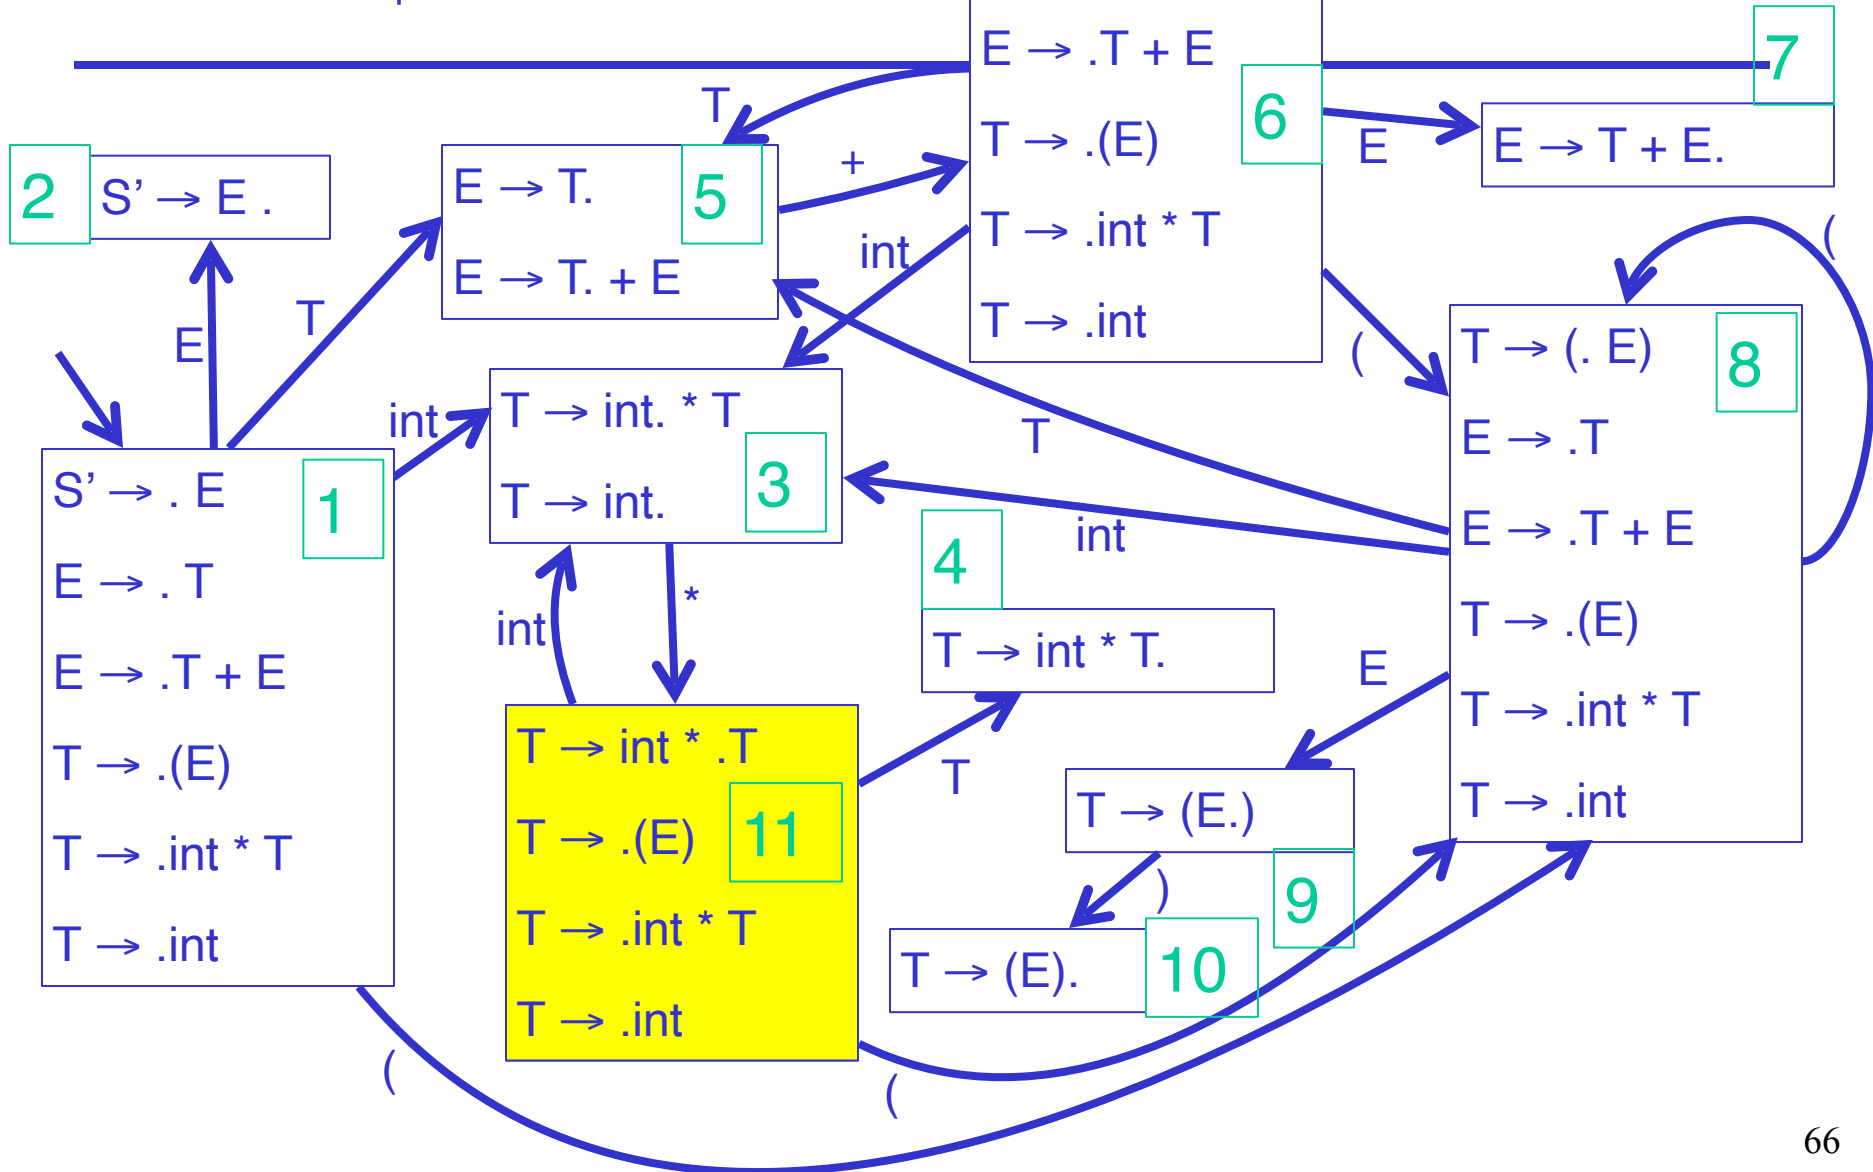 E → .T + E
T → .(E)
T → .int * T
T → .int
6
7
E → T + E.
E
T
+
int
(
2
S’ → E .
E → T.
E → T. + E
5
E
T
int
T → int. * T
T → int.
3
T
int
(
T → (. E)
E → .T
E → .T + E
T → .(E)
T → .int * T
T → .int
8
S’ → . E
E → . T
E → .T + E
T → .(E)
T → .int * T
T → .int
1
int
*
4
T → int * T.
E
T → int * .T
T → .(E)
T → .int * T
T → .int
11
T
T → (E.)
9
)
T → (E).
10
(
(
66